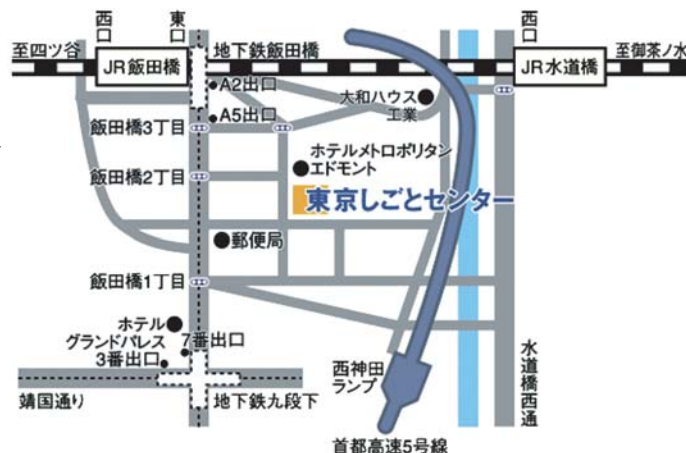 西口
東口
西口
至四ツ谷
JR飯田橋
地下鉄飯田橋
JR水道橋
至御茶ノ水
A2出口
大和ハウス
工業
A5出口
飯田橋3丁目
ホテルメトロポリタン
エドモント
飯田橋2丁目
東京しごとセンター
郵便局
飯田橋1丁目
ホテル
グランドパレス
7番出口
3番出口
西神田
ランプ
水道橋西通
靖国通り
地下鉄九段下
首都高速5号線